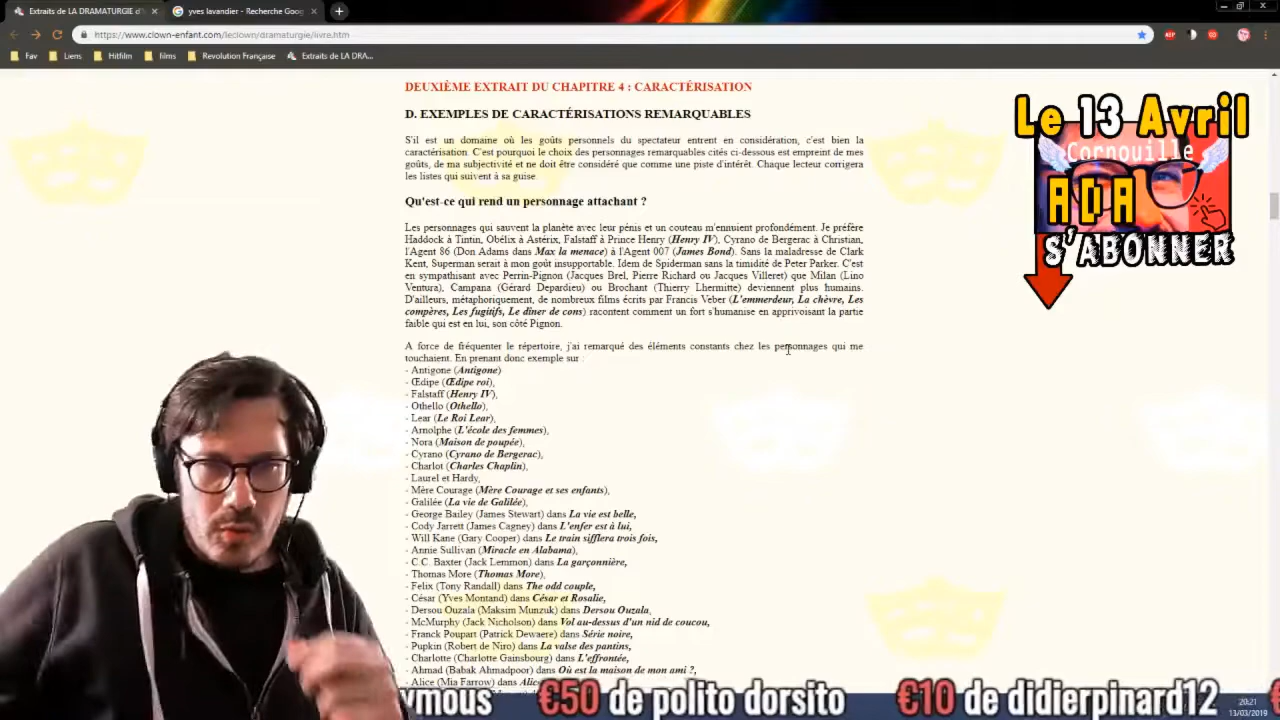 Extraits de LA DRAMATURGIE d
yves lavandier - Recherche Goog
https://www.clown-enfant.com/leclown/dramaturgie/livre.htm
Fav
Liens
Hitfilm
films
Revolution Française
Extraits de LA DRA...
DEUXIÈME EXTRAIT DU CHAPITRE 4 : CARACTÉRISATION
D. EXEMPLES DE CARACTÉRISATIONS REMARQUABLES
S'il est un domaine où les goûts personnels du spectateur entrent en considération, c'est bien la
caractérisation. C'est pourquoi le choix des personnages remarquables cités ci-dessous est empreint de mes
goûts, de ma subjectivité et ne doit être considéré que comme une piste d'intérêt. Chaque lecteur corrigera
les listes qui suivent à sa guise.
Qu'est-ce qui rend un personnage attachant ?
Les personnages qui sauvent la planète avec leur pénis et un couteau m'ennuient profondément. Je préfère
Haddock à Tintin, Obélix à Astérix, Falstaff à Prince Henry (Henry IV), Cyrano de Bergerac à Christian,
l'Agent 86 (Don Adams dans Max la menace) à l'Agent 007 (James Bond). Sans la maladresse de Clark
Kent, Superman serait à mon goût insupportable. Idem de Spiderman sans la timidité de Peter Parker. C'est
en sympathisant avec Perrin-Pignon (Jacques Brel, Pierre Richard ou Jacques Villeret) que Milan (Lino
Ventura), Campana (Gérard Depardieu) ou Brochant (Thierry Lhermitte) deviennent plus humains.
D'ailleurs, métaphoriquement, de nombreux films écrits par Francis Veber (L'emmerdeur, La chèvre, Les
compères, Les fugitifs, Le dîner de cons) racontent comment un fort s'humanise en apprivoisant la partie
faible qui est en lui, son côté Pignon.
A force de fréquenter le répertoire, j'ai remarqué des éléments constants chez les personnages qui me
touchaient. En prenant donc exemple sur :
- Antigone (Antigone)
- Œdipe (Œdipe roi),
- Falstaff (Henry IV),
- Othello (Othello),
- Lear (Le Roi Lear),
- Arnolphe (L'école des femmes),
- Nora (Maison de poupée),
- Cyrano (Cyrano de Bergerac),
- Charlot (Charles Chaplin),
- Laurel et Hardy,
- Mère Courage (Mère Courage et ses enfants),
- Galilée (La vie de Galilée),
- George Bailey (James Stewart) dans La vie est belle,
- Cody Jarrett (James Cagney) dans L'enfer est à lui,
- Will Kane (Gary Cooper) dans Le train sifflera trois fois,
- Annie Sullivan (Miracle en Alabama),
- C.C. Baxter (Jack Lemmon) dans La garçonnière,
- Thomas More (Thomas More),
- Felix (Tony Randall) dans The odd couple,
- César (Yves Montand) dans César et Rosalie,
- Dersou Ouzala (Maksim Munzuk) dans Dersou Ouzala,
- McMurphy (Jack Nicholson) dans Vol au-dessus d'un nid de coucou,
- Franck Poupart (Patrick Dewaere) dans Série noire,
- Pupkin (Robert de Niro) dans La valse des pantins,
- Charlotte (Charlotte Gainsbourg) dans L'effrontée,
- Ahmad (Babak Ahmadpoor) dans Où est la maison de mon ami ?,
- Alice (Mia Farrow) dans Alice
Le 13 Avril
Cornouille
ADA
S'ABONNER
ymous €50 de polito dorsito €10 de didierpinard12 €
20:21
13/03/2019